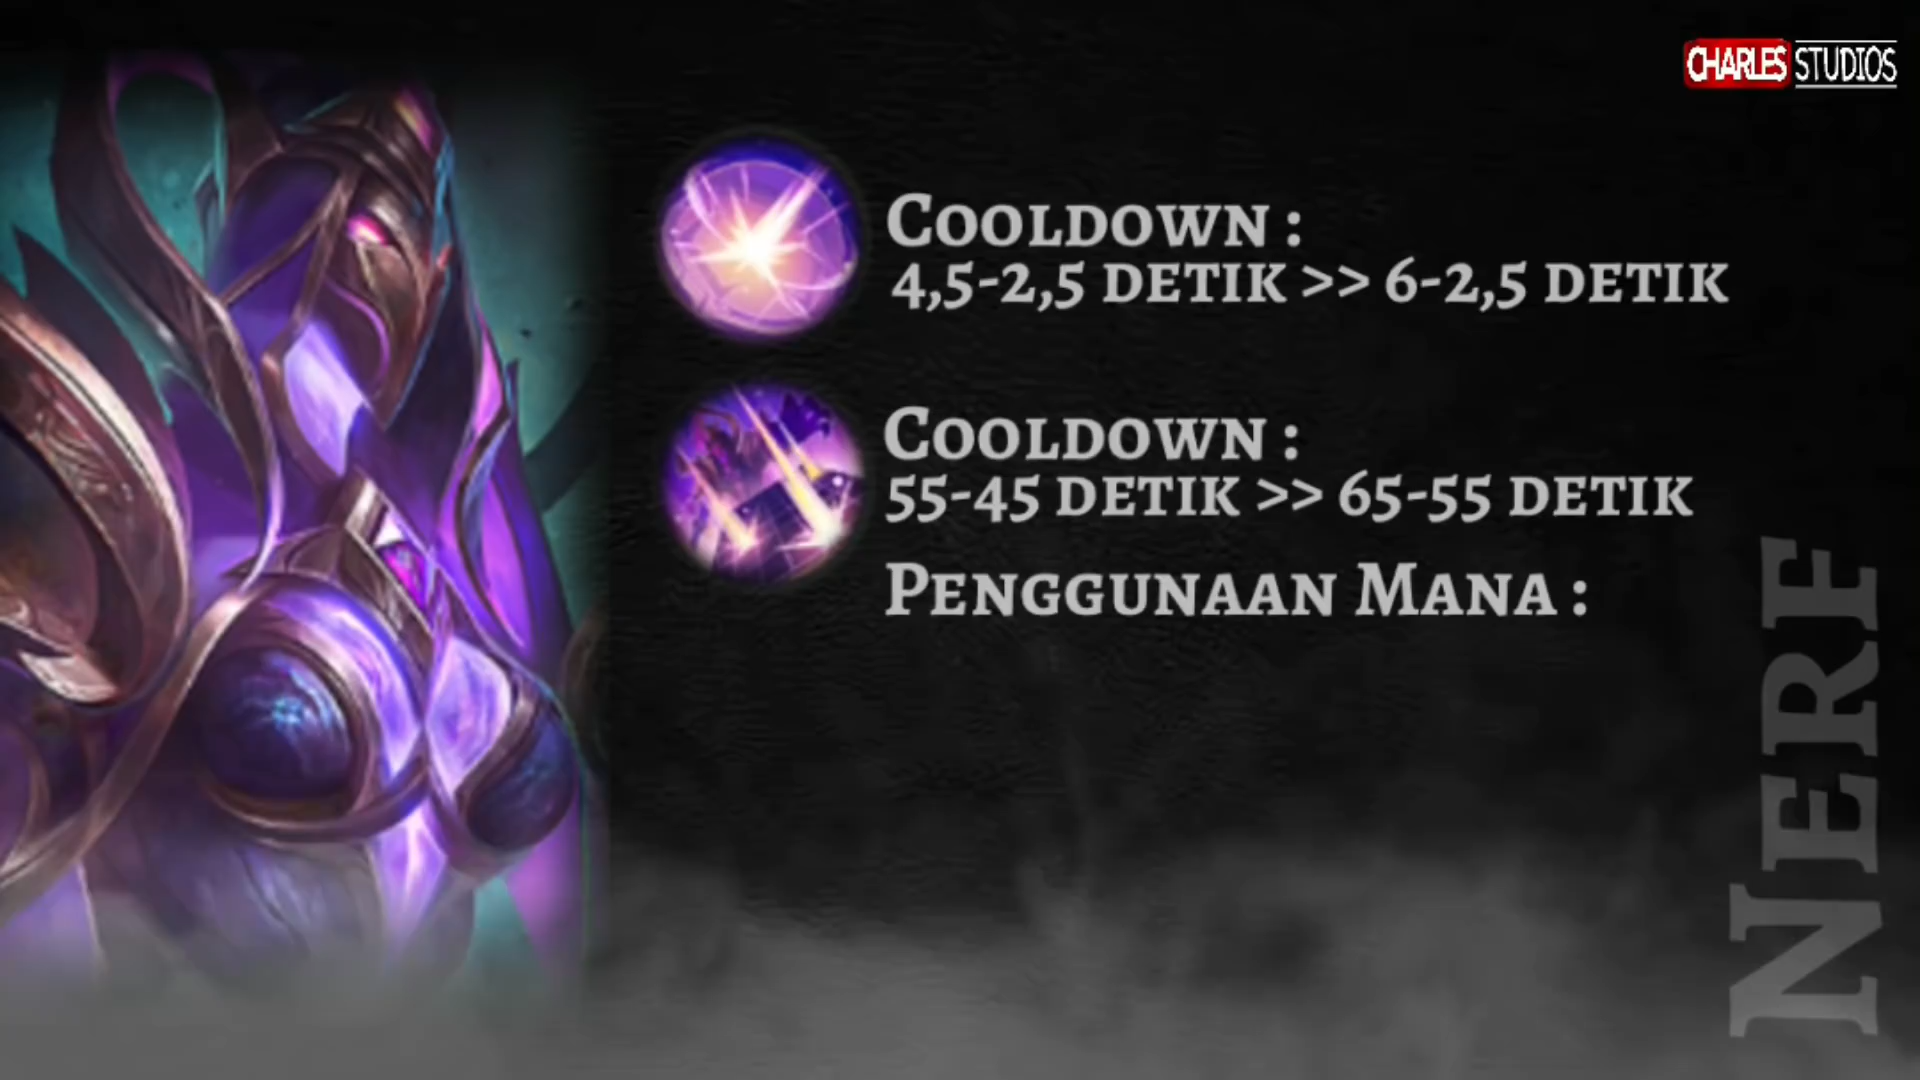 CHARLES STUDIOS
COOLDOWN :
4,5-2,5 DETIK >> 6-2,5 DETIK
COOLDOWN :
55-45 DETIK >> 65-55 DETIK
PENGGUNAAN MANA :
NERF